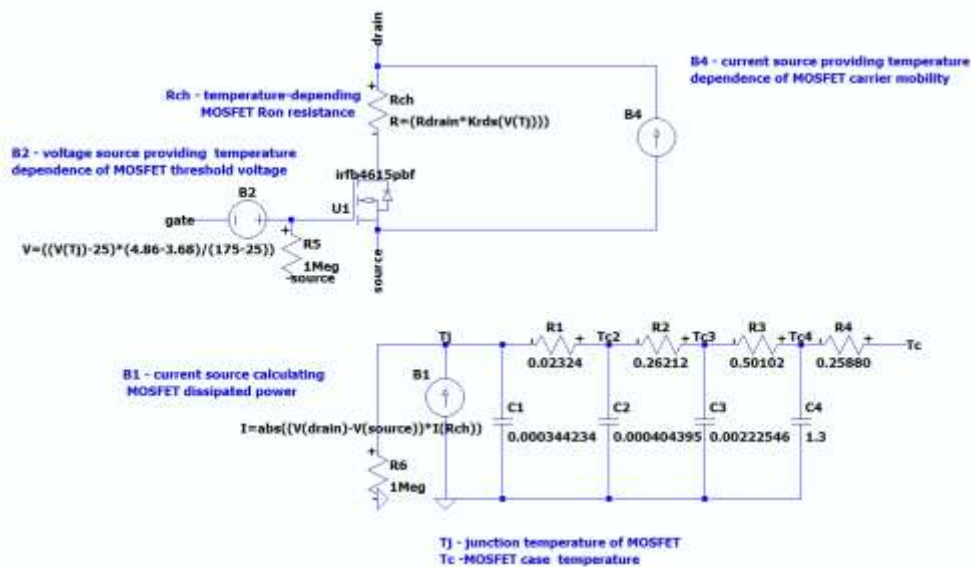 drain
B4 - current source providing temperature
dependence of MOSFET carrier mobility
Rch - temperature-depending
MOSFET Ron resistance
Rch
R=(Rdrain*Krdx(V(Tj)))
B4
B2 - voltage source providing temperature
dependence of MOSFET threshold voltage
irfb4615pbf
B2
U1
gate
V=((V(Tj)-25)*(4.86-3.68)/(175-25))
R5
1Meg
source
source
Tj
R1
Tc2
R2
Tc3
R3
Tc4
R4
Tc
0.02324
0.26212
0.50102
0.25880
B1 - current source calculating
MOSFET dissipated power
B1
C1
C2
C3
C4
I=abs((V(drain)-V(source))*I(Rch))
0.000344234
0.000404395
0.00222546
1.3
R6
1Meg
Tj - junction temperature of MOSFET
Tc -MOSFET case temperature